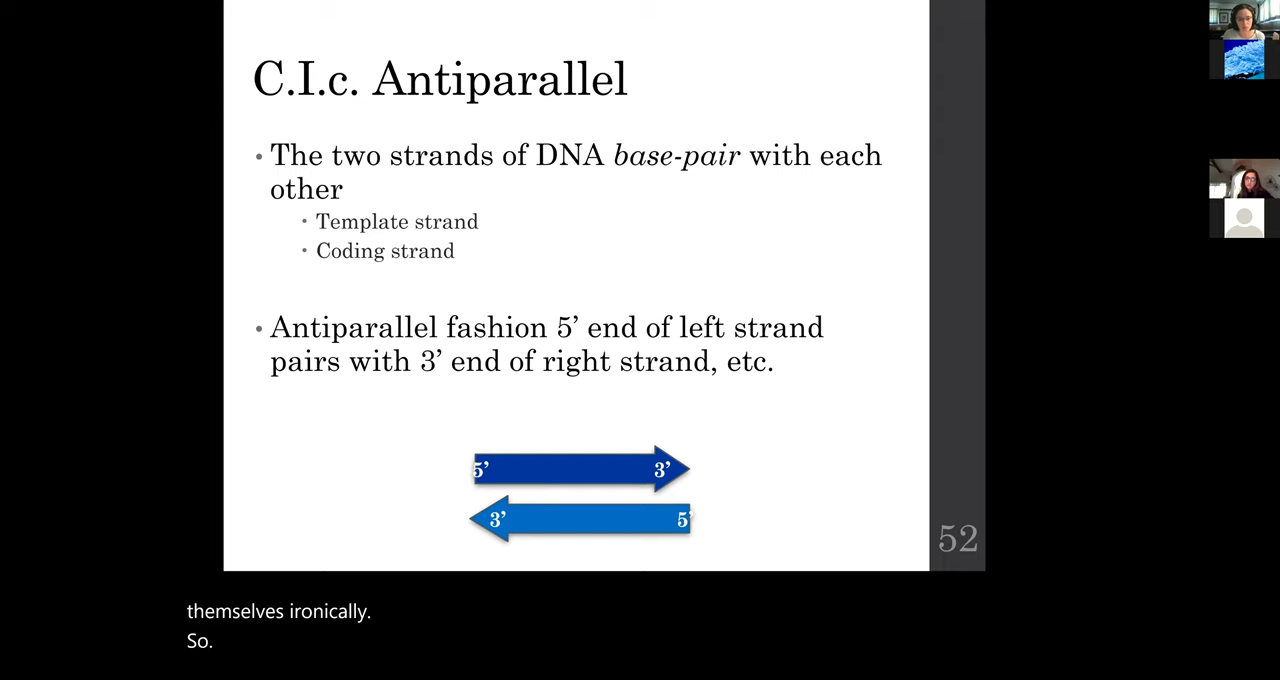 C.I.c. Antiparallel
• The two strands of DNA base-pair with each
other
• Template strand
• Coding strand
• Antiparallel fashion 5’ end of left strand
pairs with 3’ end of right strand, etc.
5’ 3’
3’ 5’
52
themselves ironically.
So.